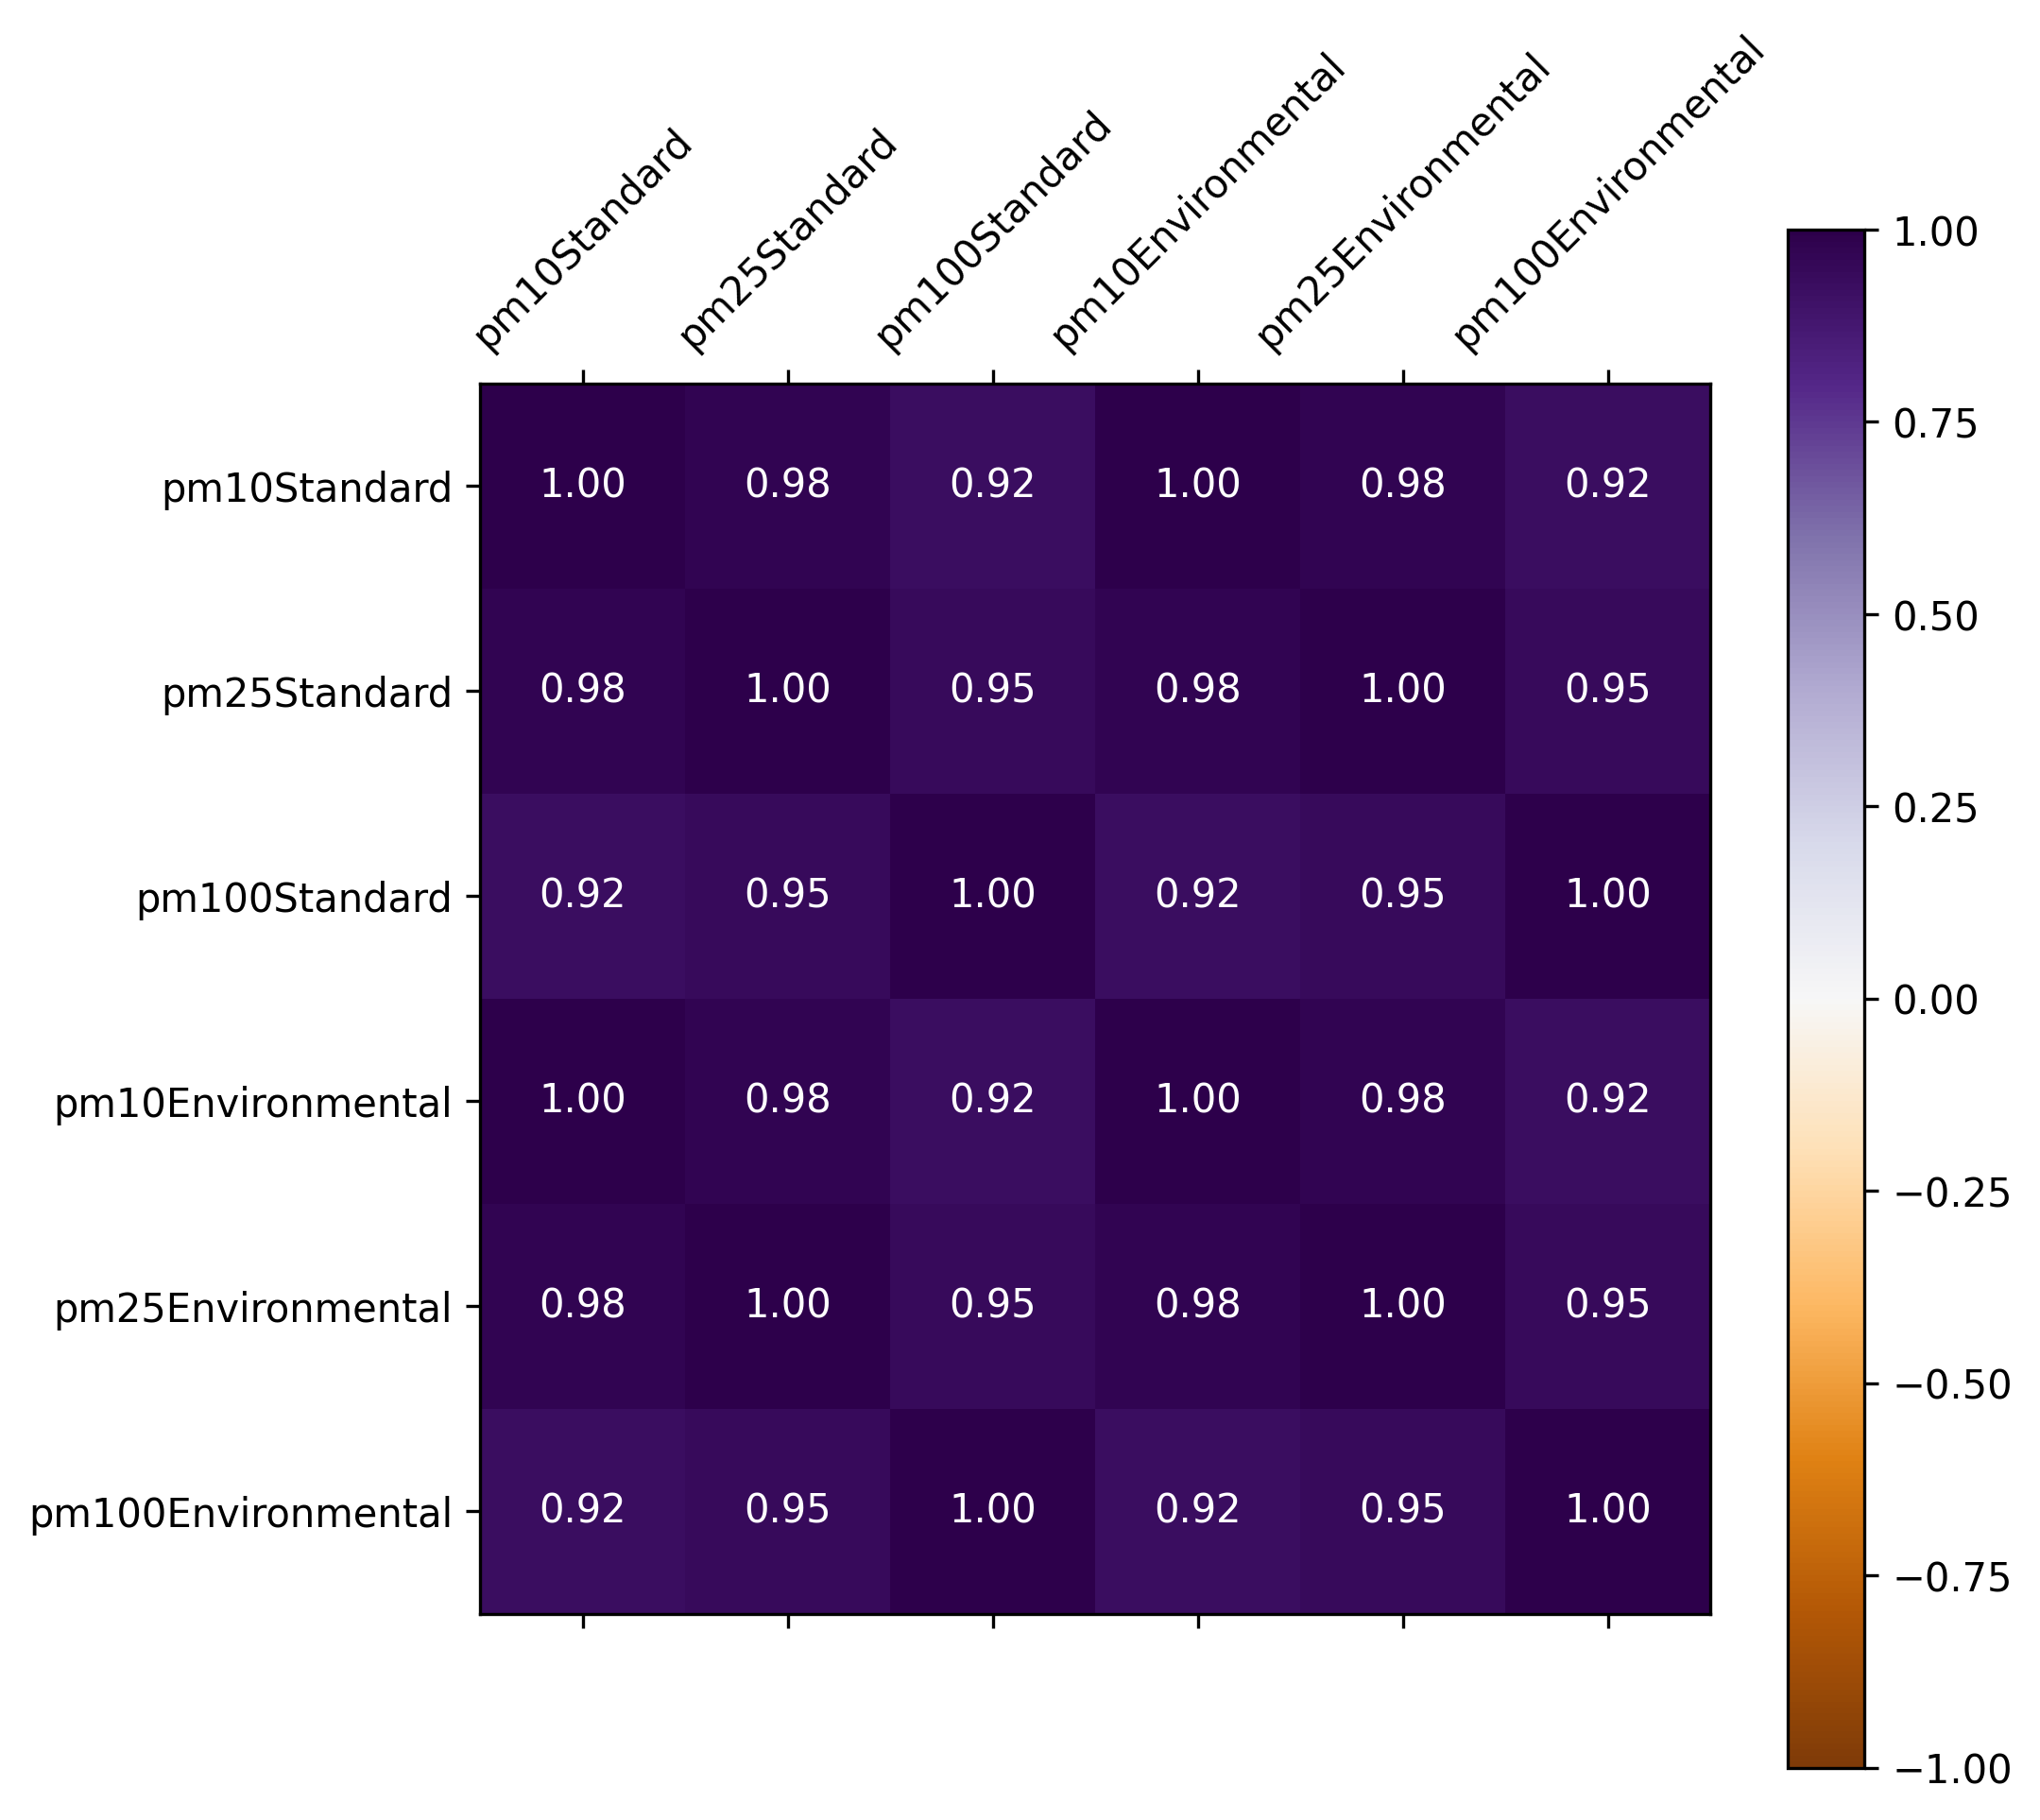 pm10Standard
pm25Standard
pm100Standard
pm10Environmental
pm25Environmental
pm100Environmental
pm10Standard 1.00 0.98 0.92 1.00 0.98 0.92
pm25Standard 0.98 1.00 0.95 0.98 1.00 0.95
pm100Standard 0.92 0.95 1.00 0.92 0.95 1.00
pm10Environmental 1.00 0.98 0.92 1.00 0.98 0.92
pm25Environmental 0.98 1.00 0.95 0.98 1.00 0.95
pm100Environmental 0.92 0.95 1.00 0.92 0.95 1.00
1.00
0.75
0.50
0.25
0.00
−0.25
−0.50
−0.75
−1.00